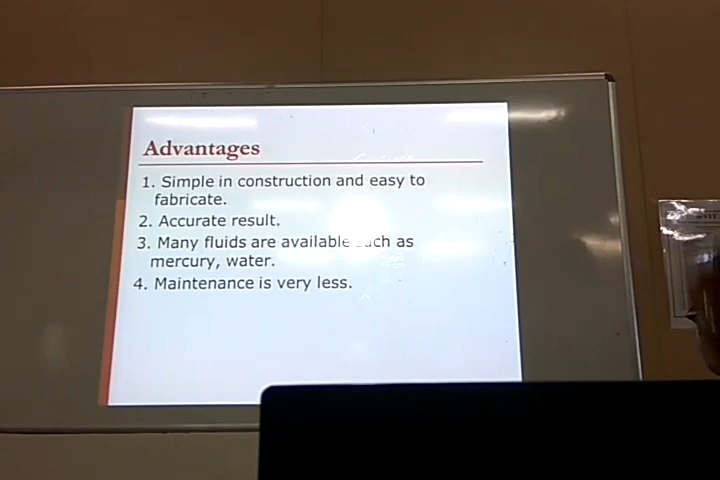 Advantages
1. Simple in construction and easy to
fabricate.
2. Accurate result.
3. Many fluids are available such as
mercury, water.
4. Maintenance is very less.